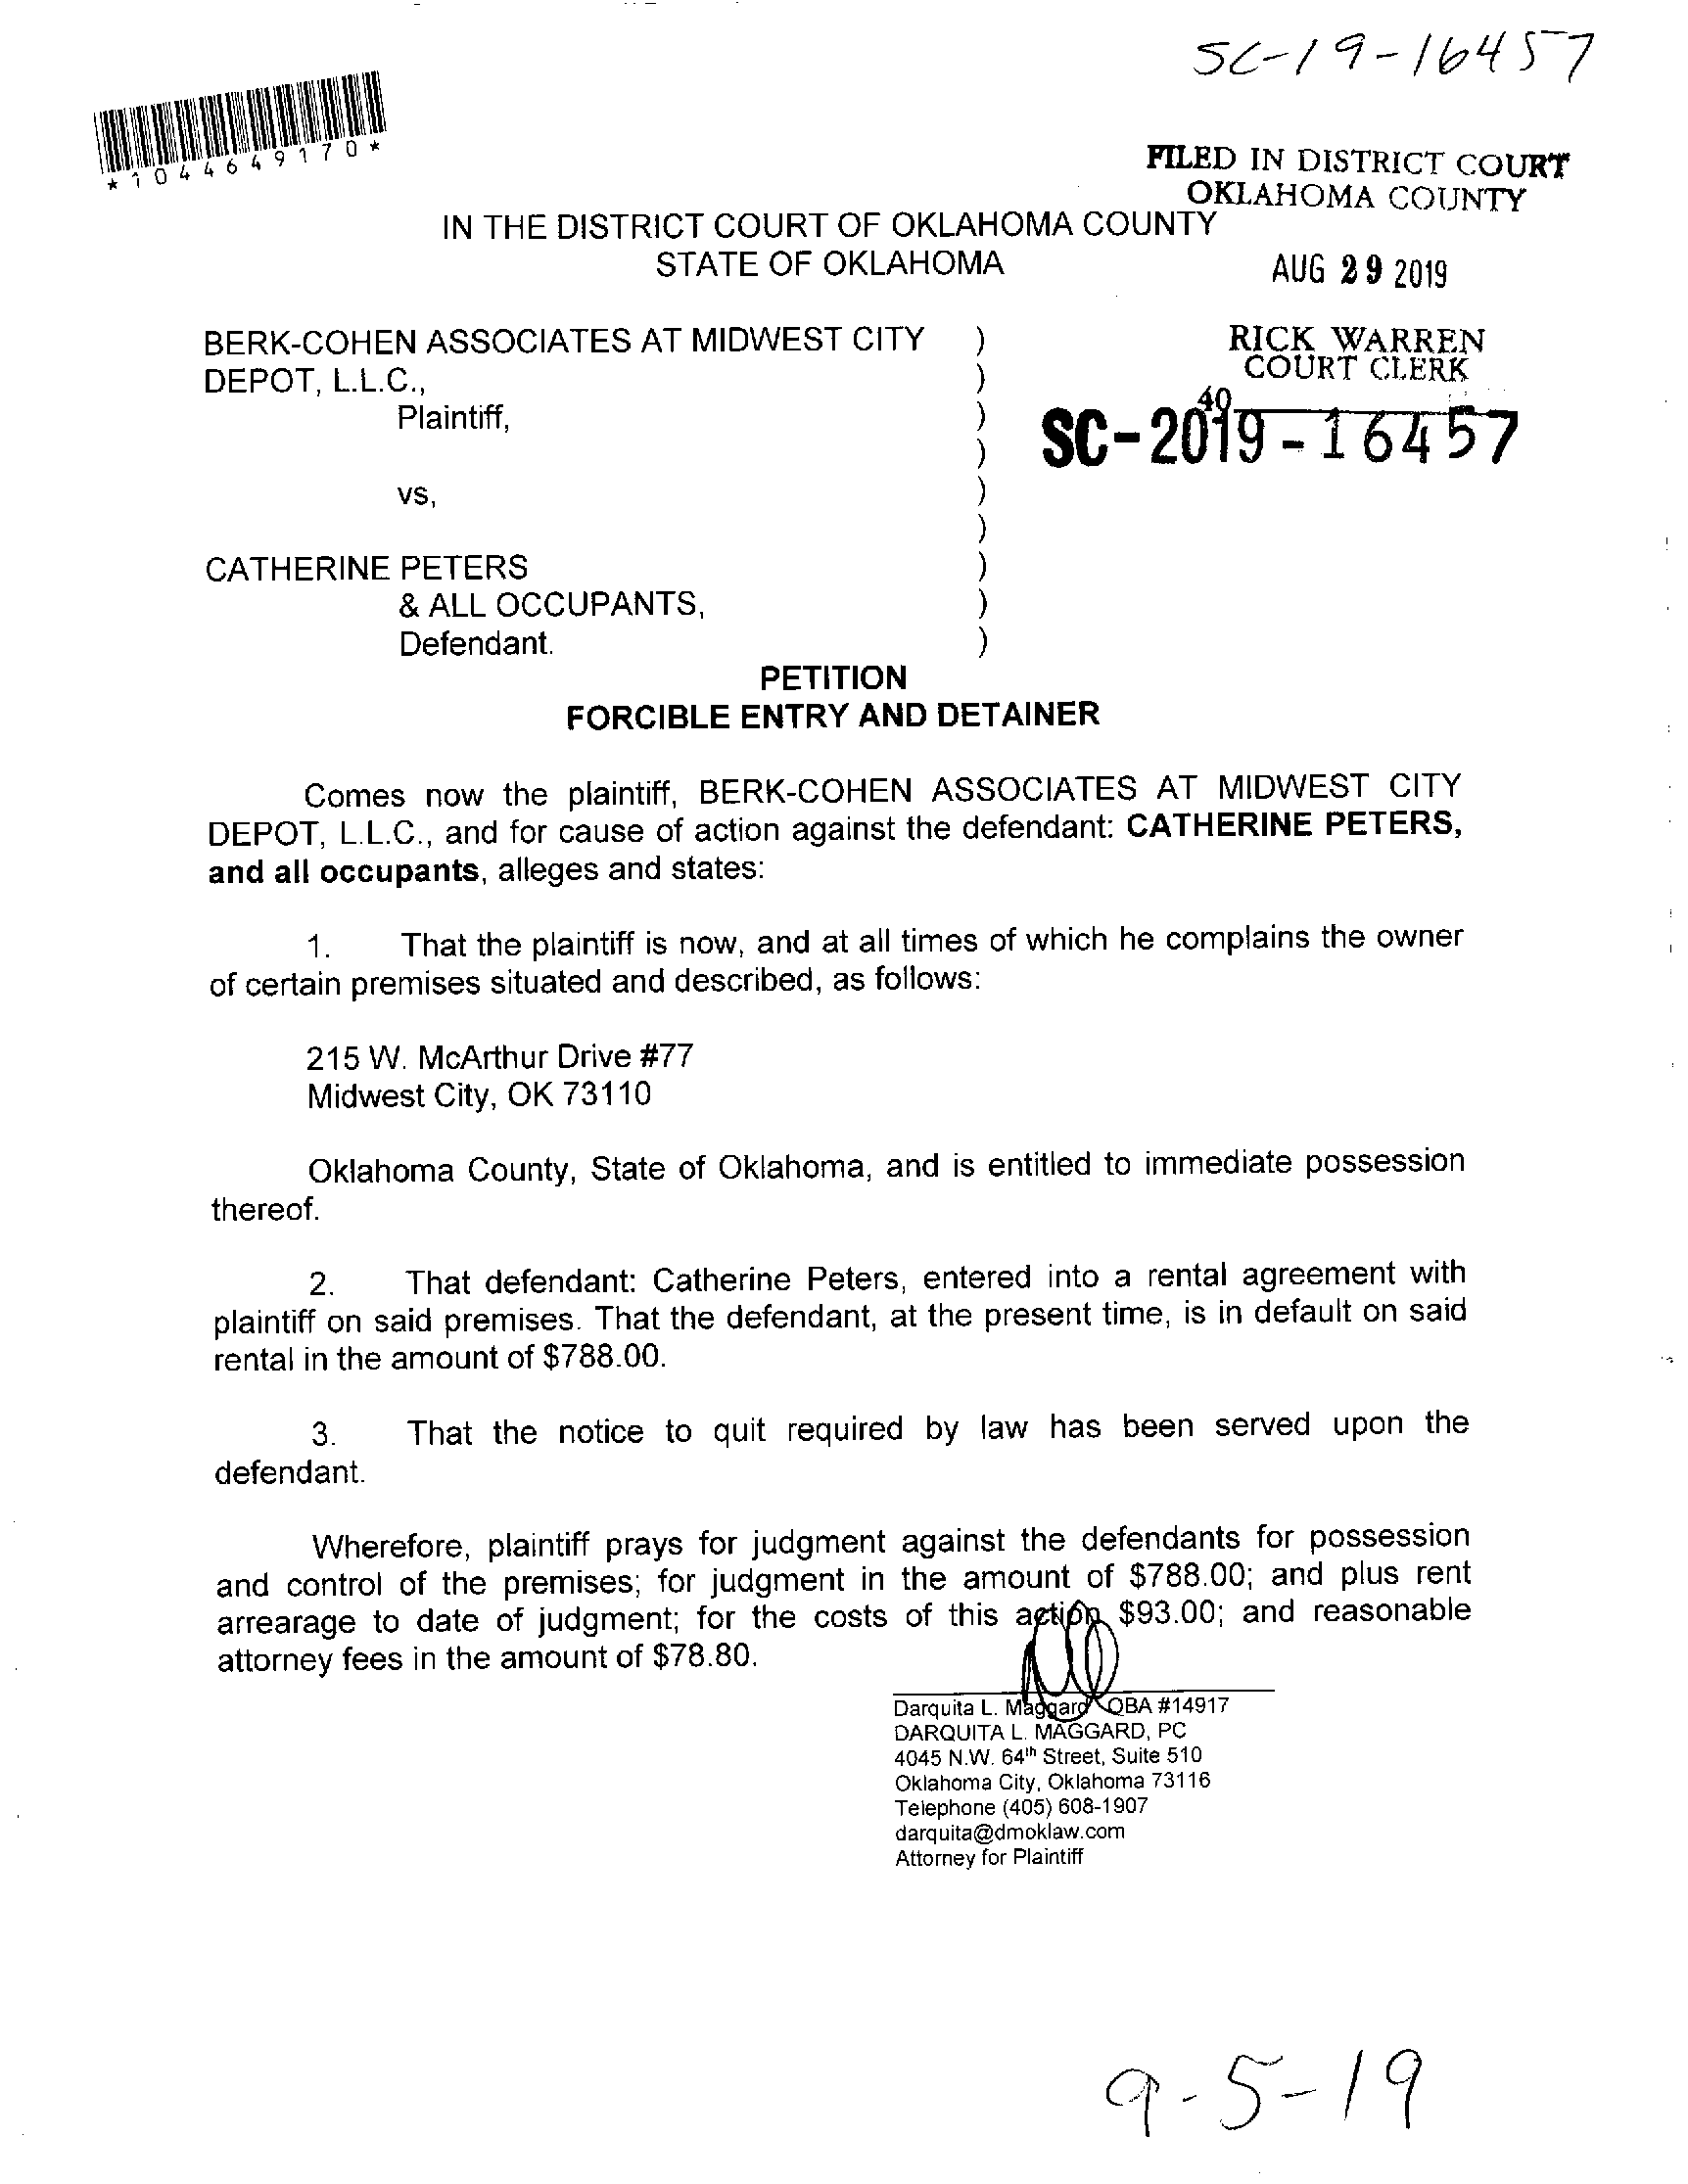 SC-19-16457
*1044649170*
FILED IN DISTRICT COURT
OKLAHOMA COUNTY
IN THE DISTRICT COURT OF OKLAHOMA COUNTY
STATE OF OKLAHOMA
AUG 29 2019
BERK-COHEN ASSOCIATES AT MIDWEST CITY )
DEPOT, L.L.C., )
Plaintiff, )
)
vs, )
)
CATHERINE PETERS )
& ALL OCCUPANTS, )
Defendant. )
RICK WARREN
COURT CLERK
40
SC-2019-16457
PETITION
FORCIBLE ENTRY AND DETAINER
Comes now the plaintiff, BERK-COHEN ASSOCIATES AT MIDWEST CITY
DEPOT, L.L.C., and for cause of action against the defendant: CATHERINE PETERS,
and all occupants, alleges and states:
1. That the plaintiff is now, and at all times of which he complains the owner
of certain premises situated and described, as follows:
215 W. McArthur Drive #77
Midwest City, OK 73110
Oklahoma County, State of Oklahoma, and is entitled to immediate possession
thereof.
2. That defendant: Catherine Peters, entered into a rental agreement with
plaintiff on said premises. That the defendant, at the present time, is in default on said
rental in the amount of $788.00.
3. That the notice to quit required by law has been served upon the
defendant.
Wherefore, plaintiff prays for judgment against the defendants for possession
and control of the premises; for judgment in the amount of $788.00; and plus rent
arrearage to date of judgment; for the costs of this action $93.00; and reasonable
attorney fees in the amount of $78.80.
Darquita L. Maggard OBA #14917
DARQUITA L. MAGGARD, PC
4045 N.W. 64th Street, Suite 510
Oklahoma City, Oklahoma 73116
Telephone (405) 608-1907
darquita@dmoklaw.com
Attorney for Plaintiff
9-5-19